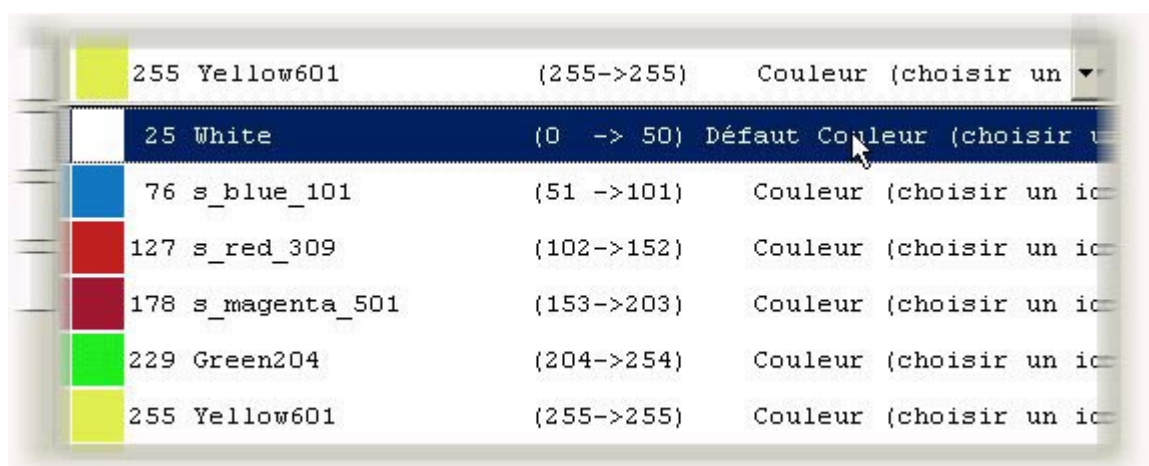 255 Yellow601 (255->255) Couleur (choisir un
25 White (0 -> 50) Défaut Couleur (choisir
76 s_blue_101 (51 ->101) Couleur (choisir un
127 s_red_309 (102->152) Couleur (choisir un
178 s_magenta_501 (153->203) Couleur (choisir un
229 Green204 (204->254) Couleur (choisir un
255 Yellow601 (255->255) Couleur (choisir un